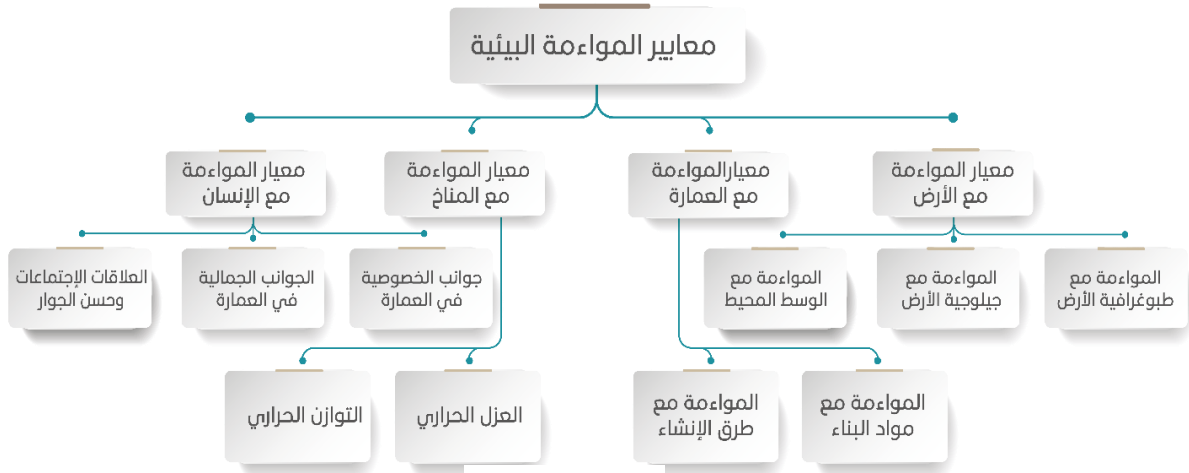 معايير المواءمة البيئية
معيار المواءمة
مع الأرض
معيارالمواءمة
مع العمارة
معيار المواءمة
مع المناخ
معيار المواءمة
مع الإنسان
المواءمة مع
طبوغرافية الأرض
المواءمة مع
جيلوجية الأرض
المواءمة مع
الوسط المحيط
جوانب الخصوصية
في العمارة
الجوانب الجمالية
في العمارة
العلاقات الإجتماعات
وحسن الجوار
المواءمة مع
مواد البناء
المواءمة مع
طرق الإنشاء
العزل الحراري
التوازن الحراري